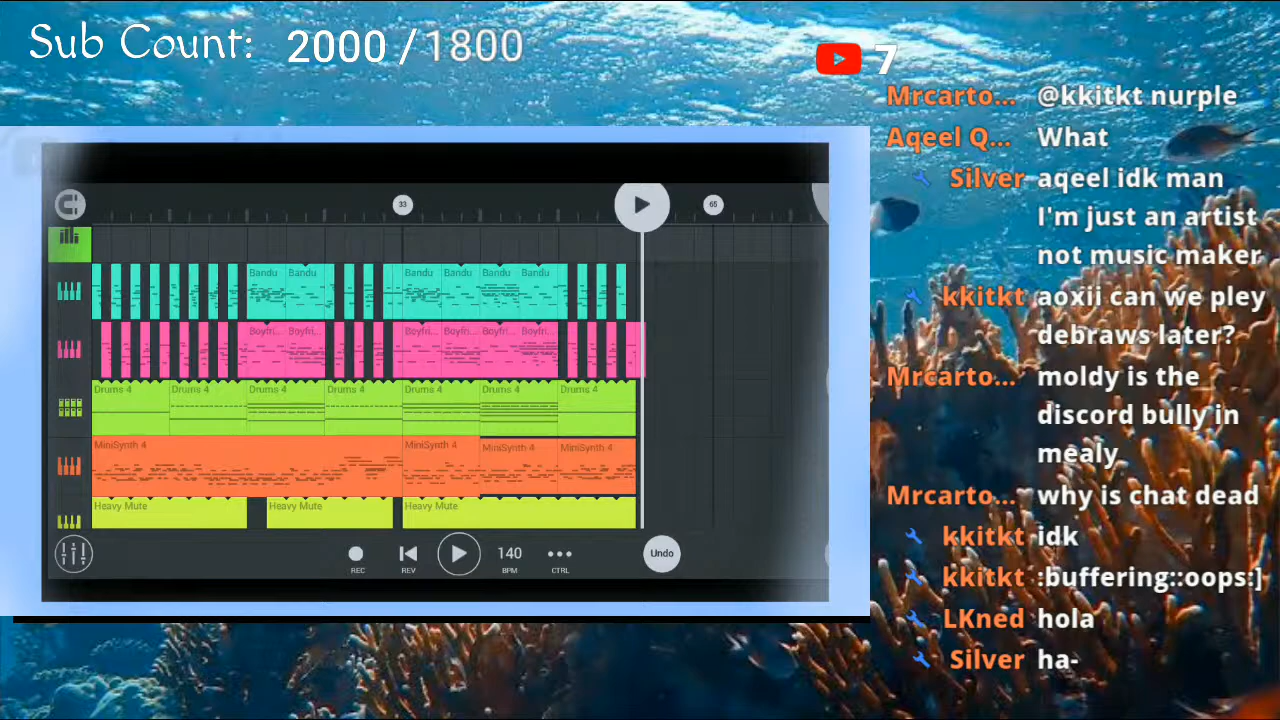 Sub Count: 2000 / 1800
7
Mrcarto... @kkitkt nurple
Aqeel Q... What
Silver aqeel idk man
I'm just an artist
not music maker
kkitkt aoxii can we pley
debraws later?
Mrcarto... moldy is the
discord bully in
mealy
Mrcarto... why is chat dead
kkitkt idk
kkitkt :buffering::oops:]
LKned hola
Silver ha-
33 65
Bandu Bandu Bandu Bandu Bandu Bandu
Boyfri... Boyfri... Boyfri... Boyfri... Boyfri... Boyfri...
Drums 4 Drums 4 Drums 4 Drums 4 Drums 4 Drums 4 Drums 4
MiniSynth 4 MiniSynth 4 MiniSynth 4 MiniSynth 4
Heavy Mute Heavy Mute Heavy Mute
140 Undo
REC REV BPM CTRL